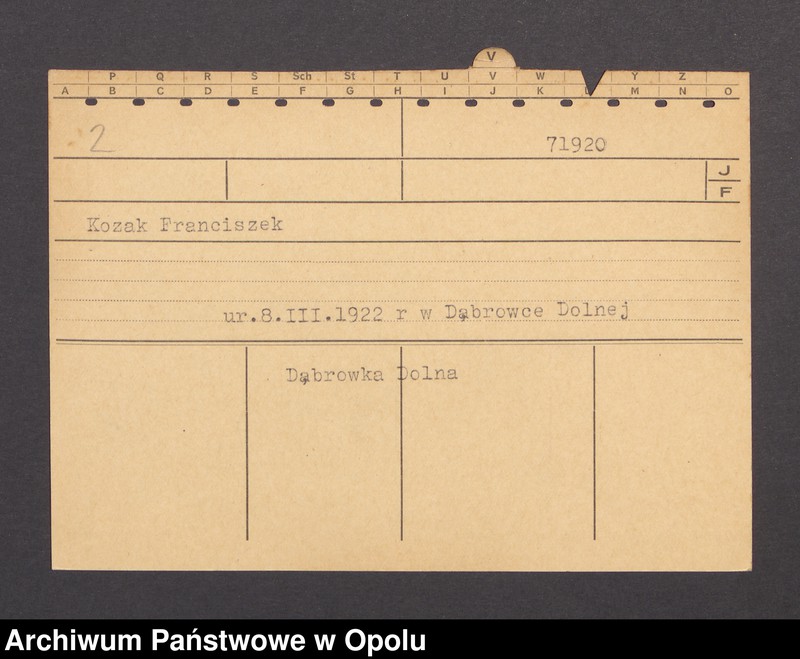 V
P Q R S Sch St T U V W Y Z
A B C D E F G H I J K L M N O
2
71920
J
F
Kozak Franciszek
ur.8.III.1922 r w Dąbrowce Dolnej
Dąbrowka Dolna
Archiwum Państwowe w Opolu